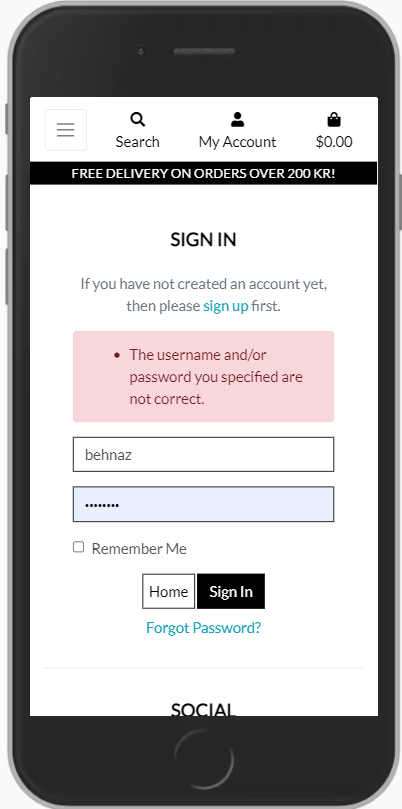 Search My Account $0.00
FREE DELIVERY ON ORDERS OVER 200 KR!
SIGN IN
If you have not created an account yet,
then please sign up first.
• The username and/or
password you specified are
not correct.
behnaz
••••••••
Remember Me
Home Sign In
Forgot Password?
SOCIAL